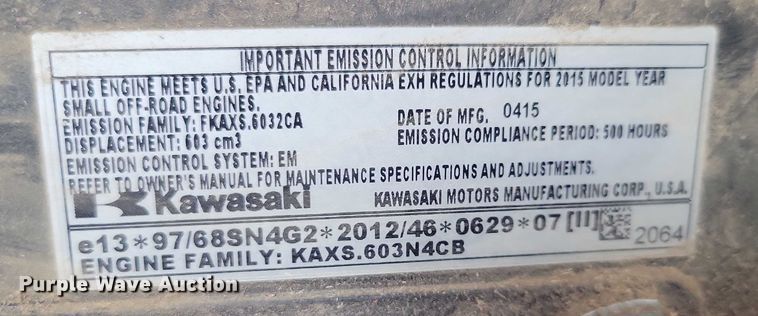 IMPORTANT EMISSION CONTROL INFORMATION
THIS ENGINE MEETS U.S. EPA AND CALIFORNIA EXH REGULATIONS FOR 2015 MODEL YEAR
SMALL OFF-ROAD ENGINES.
EMISSION FAMILY: FKAXS.6032CA DATE OF MFG. 0415
DISPLACEMENT: 603 cm3 EMISSION COMPLIANCE PERIOD: 500 HOURS
EMISSION CONTROL SYSTEM: EM
REFER TO OWNER'S MANUAL FOR MAINTENANCE SPECIFICATIONS AND ADJUSTMENTS.
Kawasaki KAWASAKI MOTORS MANUFACTURING CORP., U.S.A.
e13*97/68SN4G2*2012/46*0629*07 [II] 2064
ENGINE FAMILY: KAXS.603N4CB
Purple Wave Auction